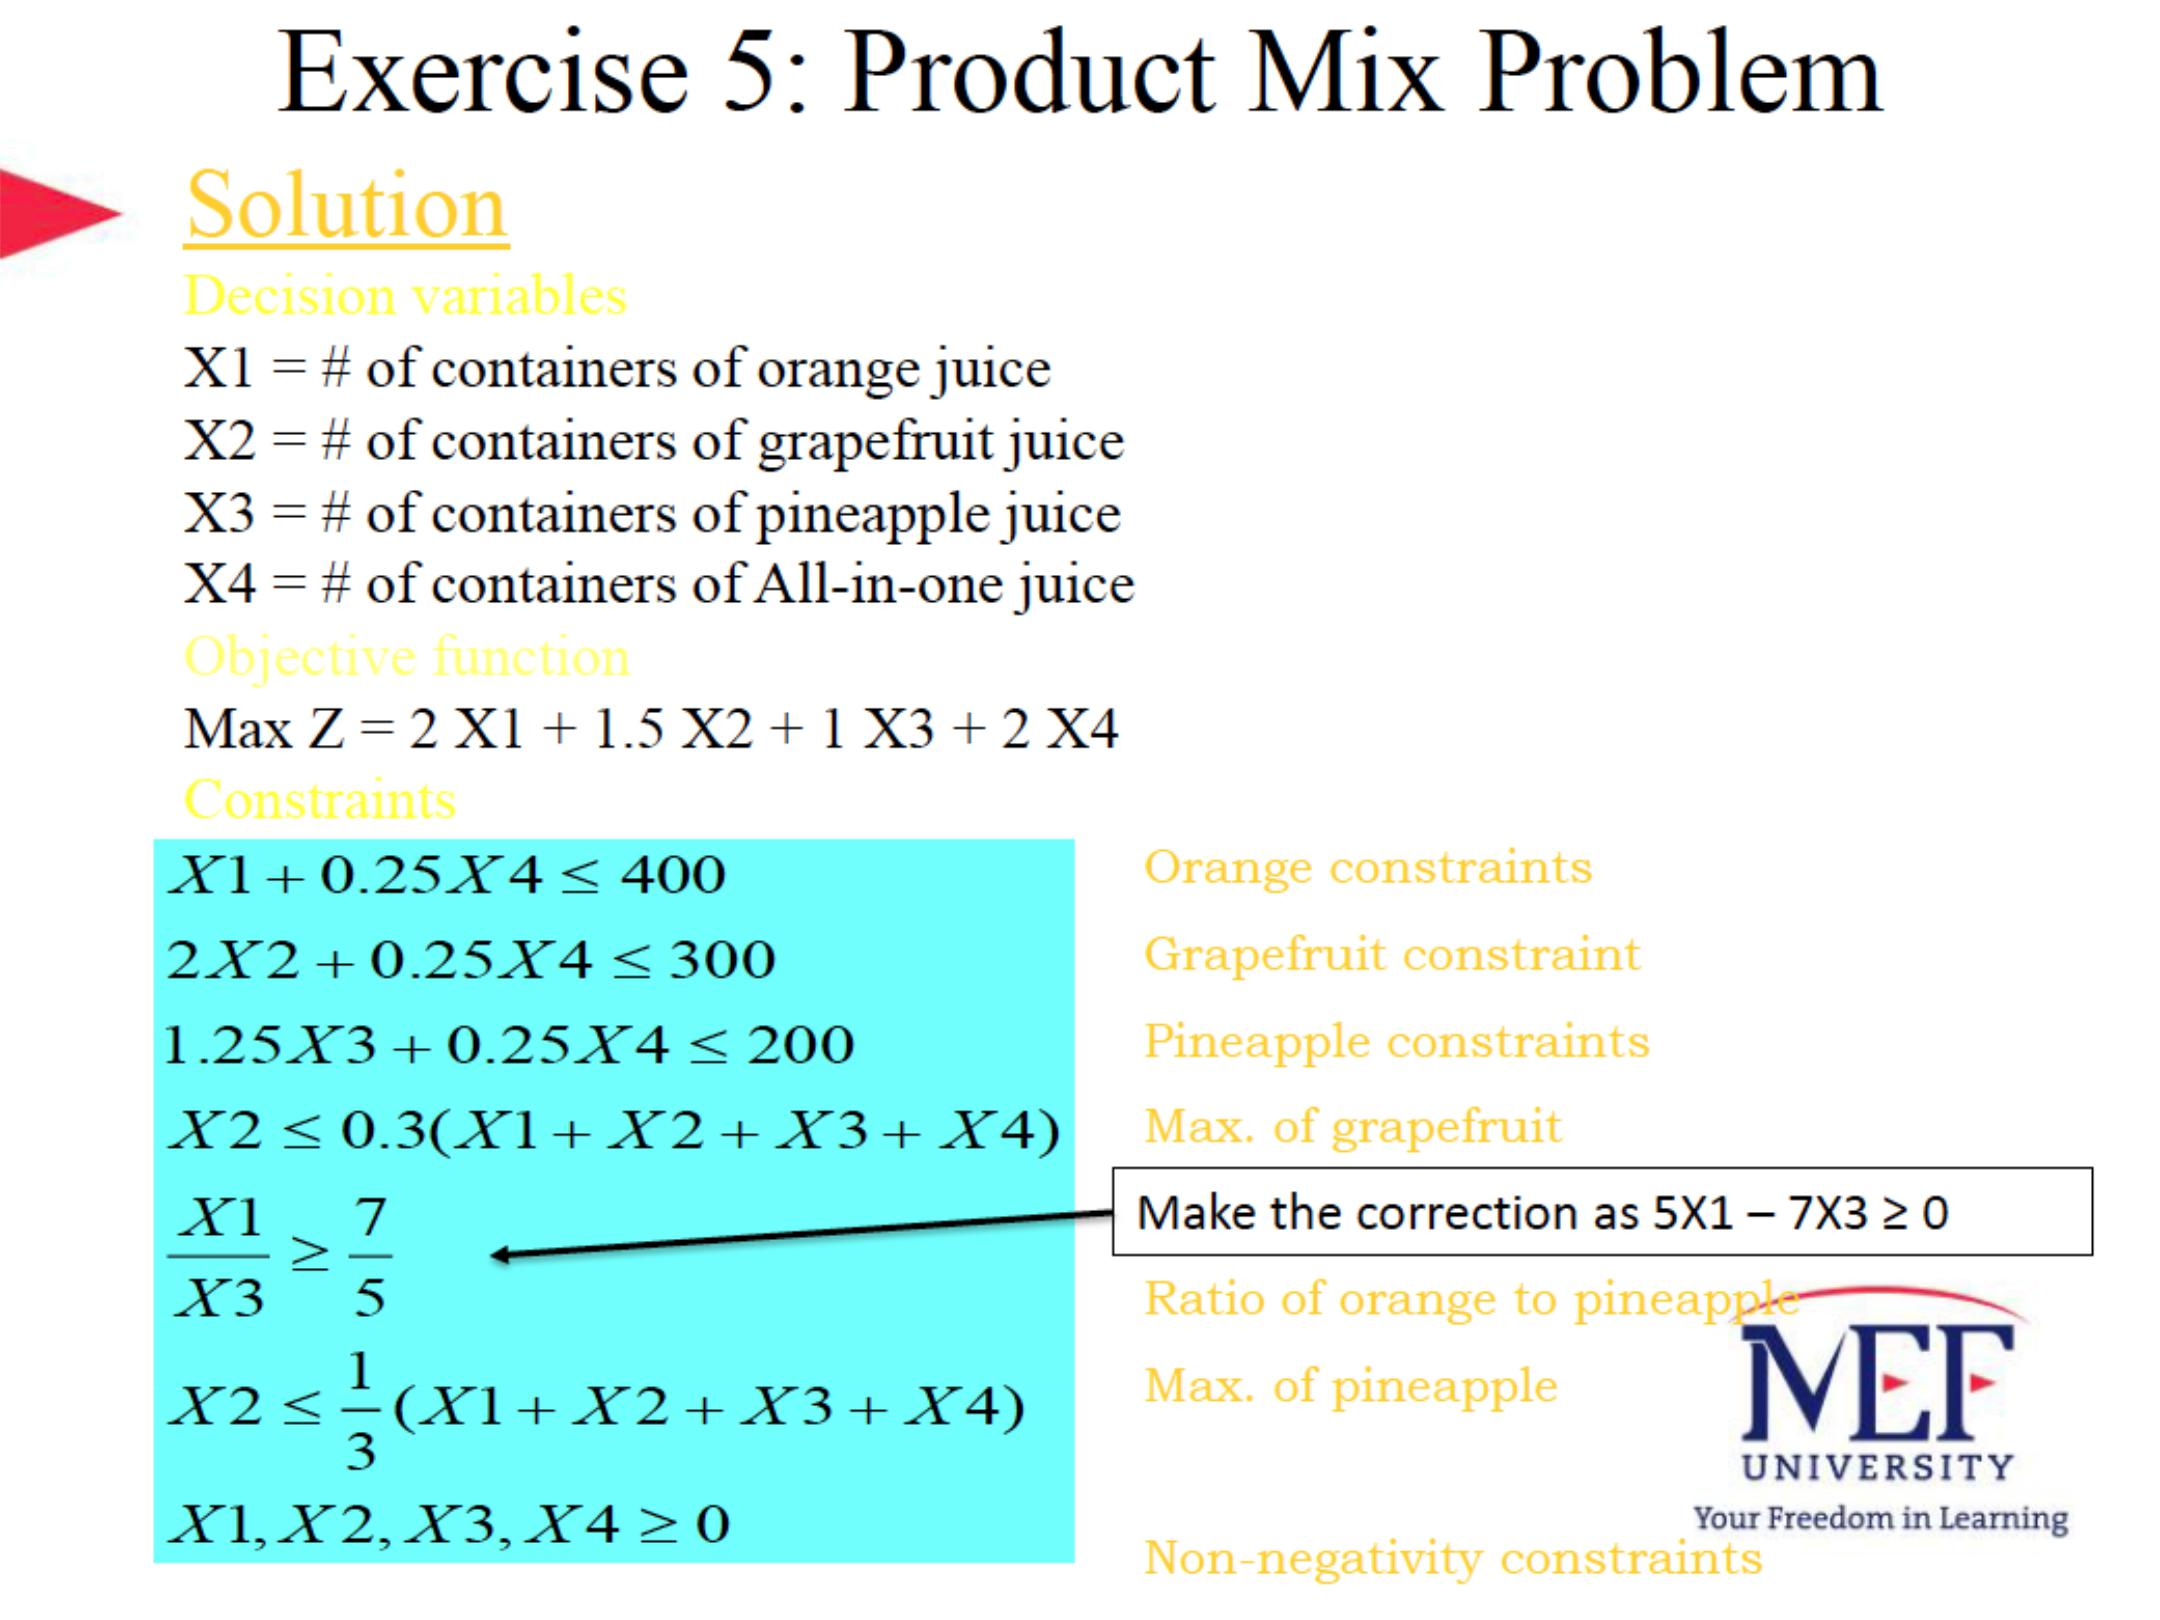 Exercise 5: Product Mix Problem
Solution
Decision variables
X1 = # of containers of orange juice
X2 = # of containers of grapefruit juice
X3 = # of containers of pineapple juice
X4 = # of containers of All-in-one juice
Objective function
Max Z = 2 X1 + 1.5 X2 + 1 X3 + 2 X4
Constraints
X1 + 0.25X4 ≤ 400 Orange constraints
2X2 + 0.25X4 ≤ 300 Grapefruit constraint
1.25X3 + 0.25X4 ≤ 200 Pineapple constraints
X2 ≤ 0.3(X1 + X2 + X3 + X4) Max. of grapefruit
X1/X3 ≥ 7/5 Make the correction as 5X1 – 7X3 ≥ 0
Ratio of orange to pineapple
X2 ≤ 1/3 (X1 + X2 + X3 + X4) Max. of pineapple
MEF
UNIVERSITY
Your Freedom in Learning
X1, X2, X3, X4 ≥ 0 Non-negativity constraints